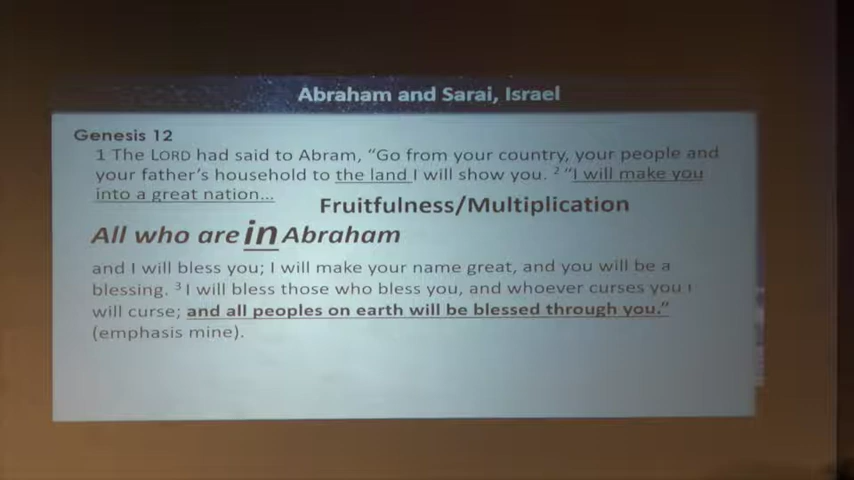 Abraham and Sarai, Israel
Genesis 12
1 The LORD had said to Abram, “Go from your country, your people and
your father’s household to the land I will show you. ² “I will make you
into a great nation...
Fruitfulness/Multiplication
All who are in Abraham
and I will bless you; I will make your name great, and you will be a
blessing. ³ I will bless those who bless you, and whoever curses you I
will curse; and all peoples on earth will be blessed through you.”
(emphasis mine).